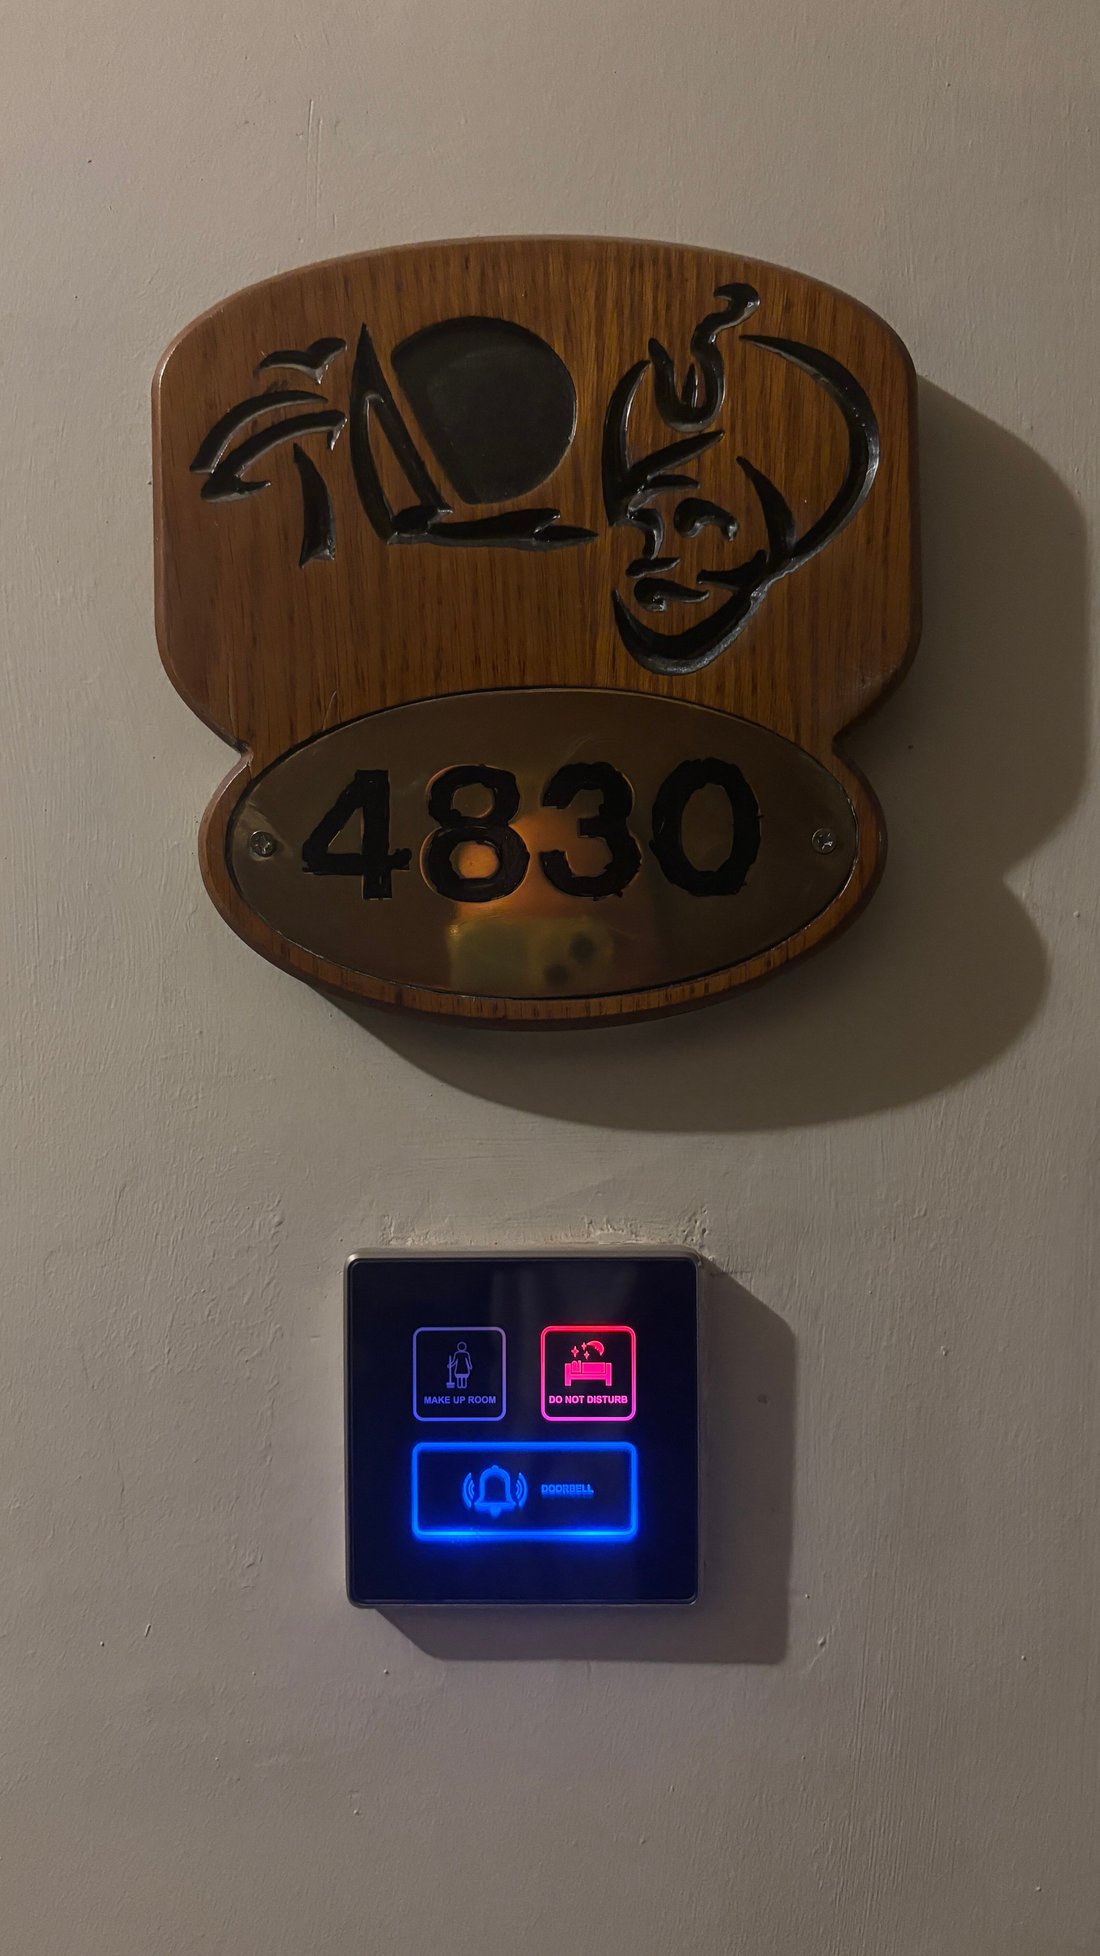 4830
MAKE UP ROOM
DO NOT DISTURB
DOORBELL